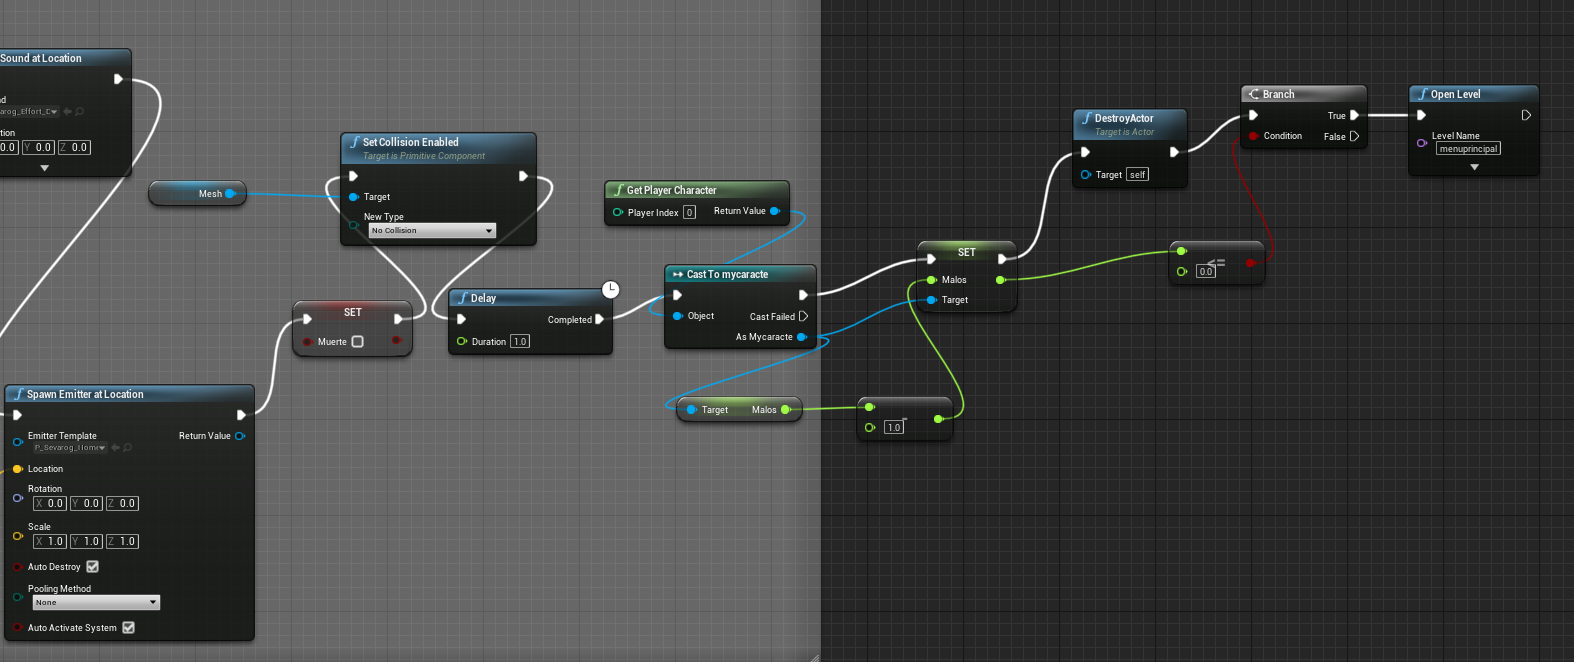 Sound at Location
arog_Effort_D
tion
0.0 Y 0.0 Z 0.0
Mesh
Set Collision Enabled
Target is Primitive Component
Target
New Type
No Collision
Get Player Character
Player Index 0
Return Value
SET
Muerte
Delay
Completed
Duration 1.0
Cast To mycaracte
Object
Cast Failed
As Mycaracte
Target Malos
1.0
SET
Malos
Target
DestroyActor
Target is Actor
Target self
<=
0.0
Branch
True
Condition
False
Open Level
Level Name
menuprincipal
Spawn Emitter at Location
Emitter Template
Return Value
Location
Rotation
X 0.0 Y 0.0 Z 0.0
Scale
X 1.0 Y 1.0 Z 1.0
Auto Destroy
Pooling Method
None
Auto Activate System